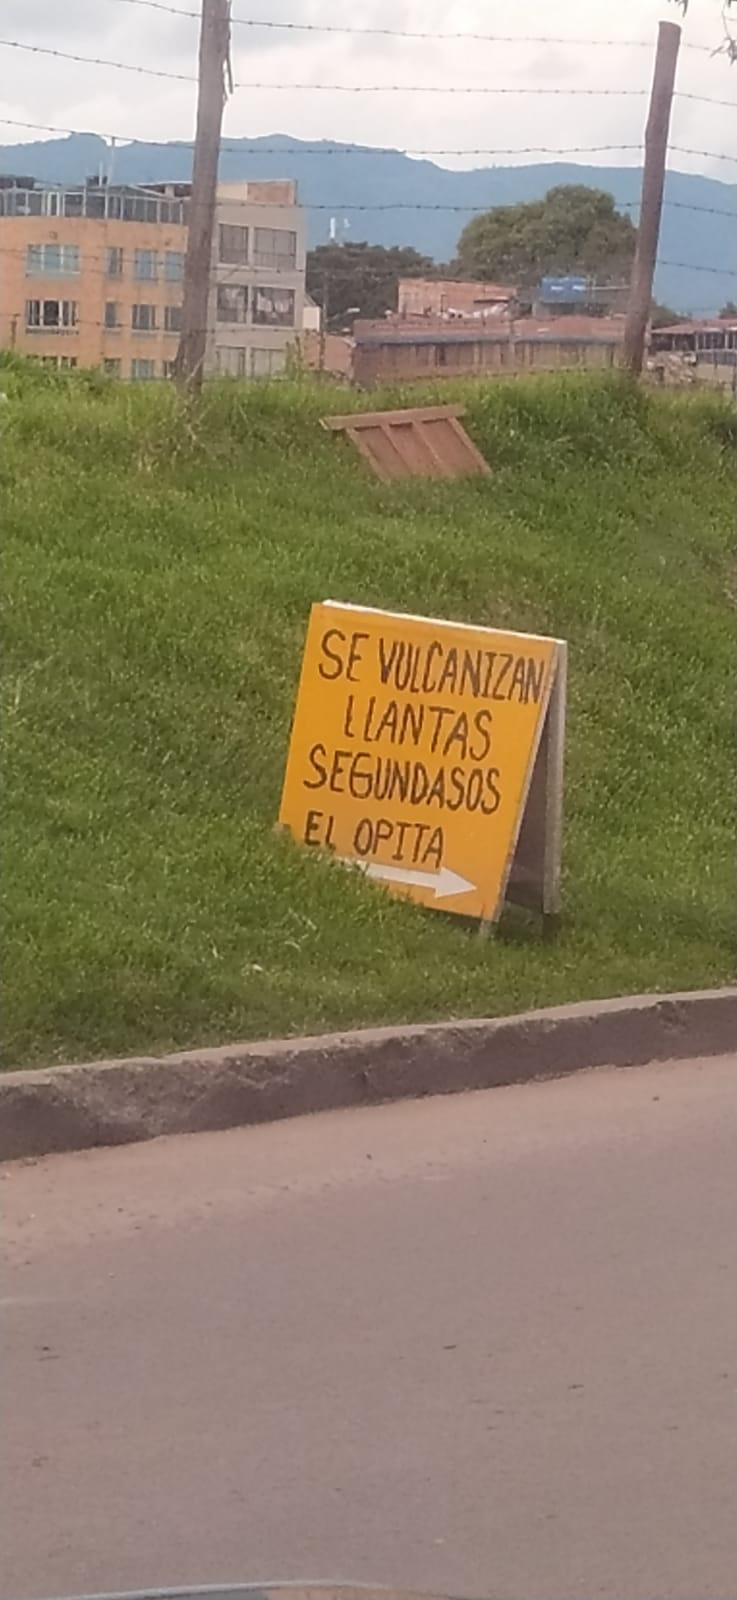 SE VULCANIZAN
LLANTAS
SEGUNDASOS
EL OPITA